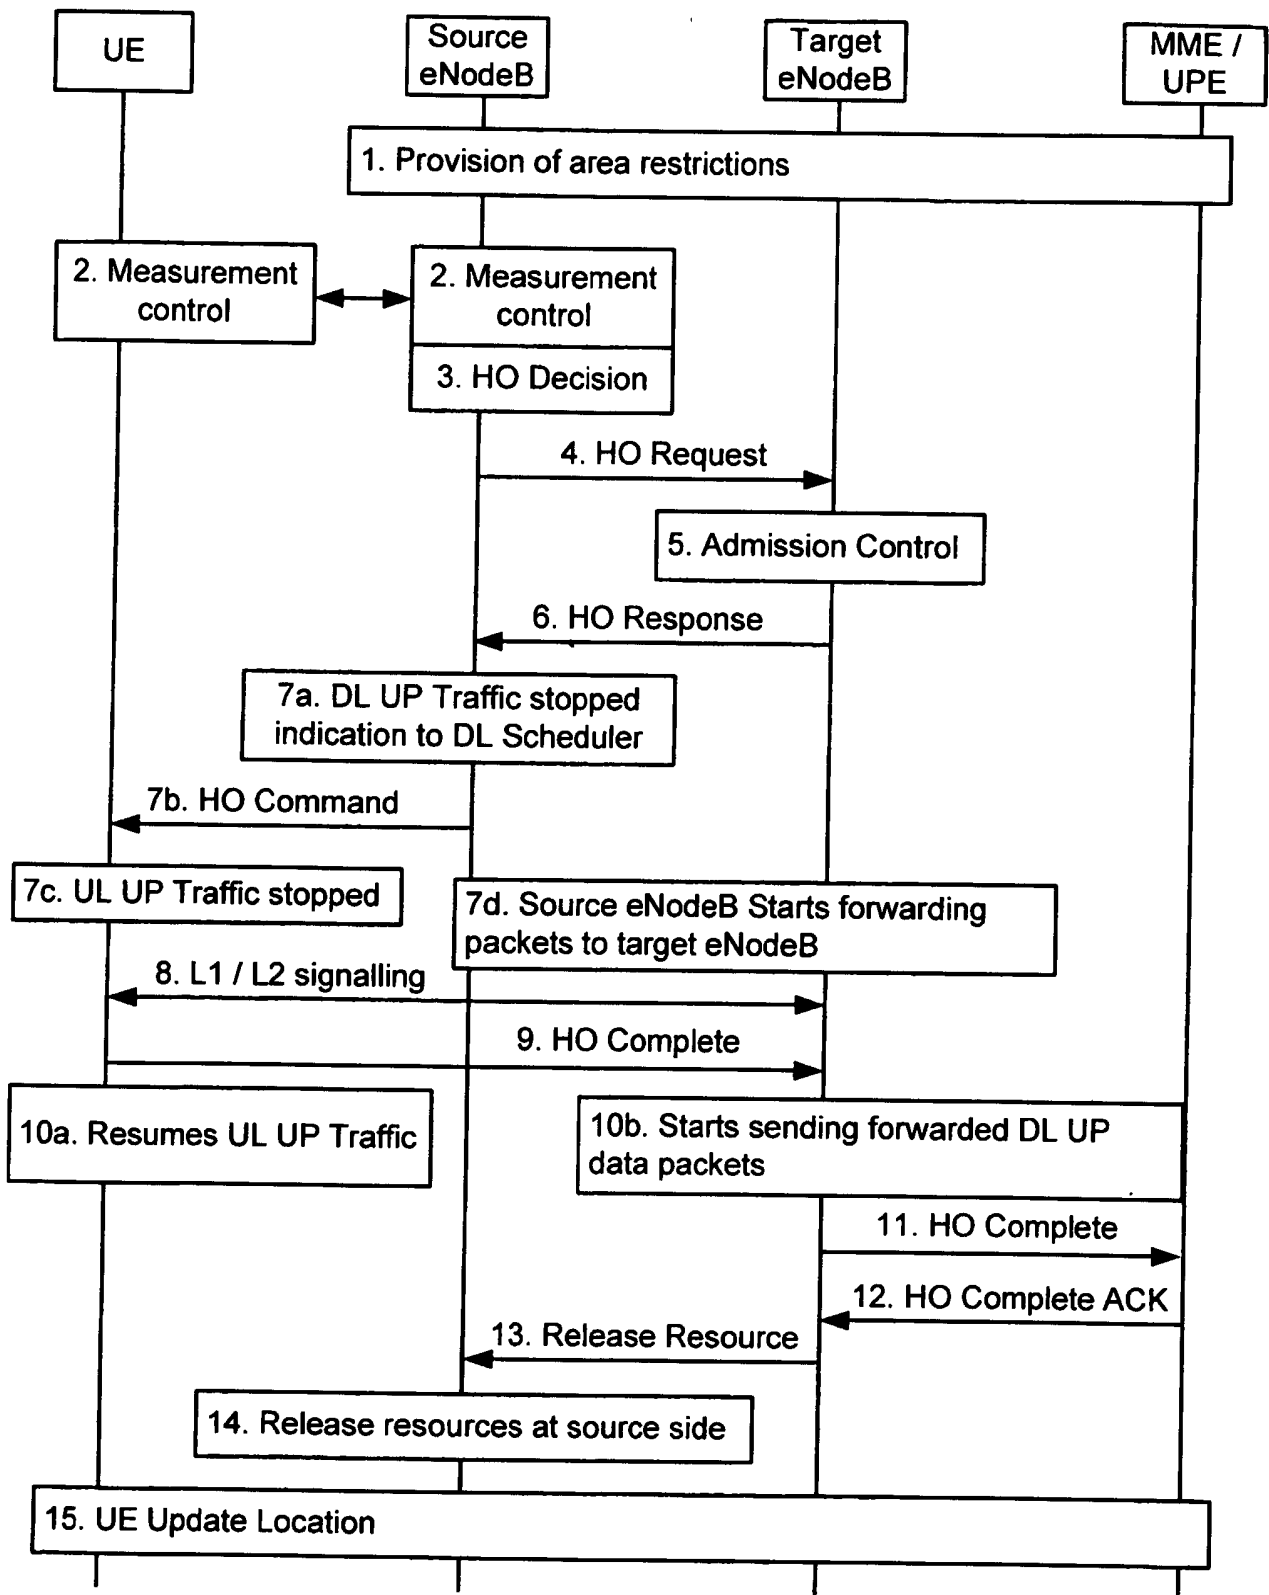 UE
Source
eNodeB
Target
eNodeB
MME /
UPE
1. Provision of area restrictions
2. Measurement
control
2. Measurement
control
3. HO Decision
4. HO Request
5. Admission Control
6. HO Response
7a. DL UP Traffic stopped
indication to DL Scheduler
7b. HO Command
7c. UL UP Traffic stopped
7d. Source eNodeB Starts forwarding
packets to target eNodeB
8. L1 / L2 signalling
9. HO Complete
10a. Resumes UL UP Traffic
10b. Starts sending forwarded DL UP
data packets
11. HO Complete
12. HO Complete ACK
13. Release Resource
14. Release resources at source side
15. UE Update Location